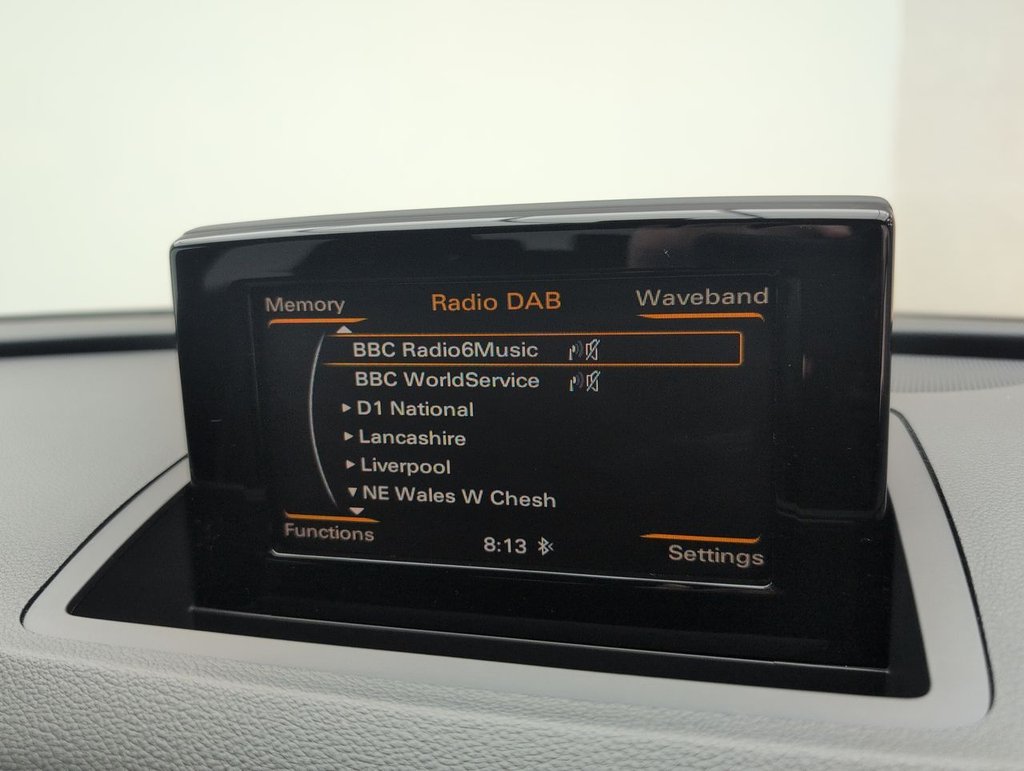 Memory Radio DAB Waveband
BBC Radio6Music
BBC WorldService
D1 National
Lancashire
Liverpool
NE Wales W Chesh
Functions 8:13 Settings